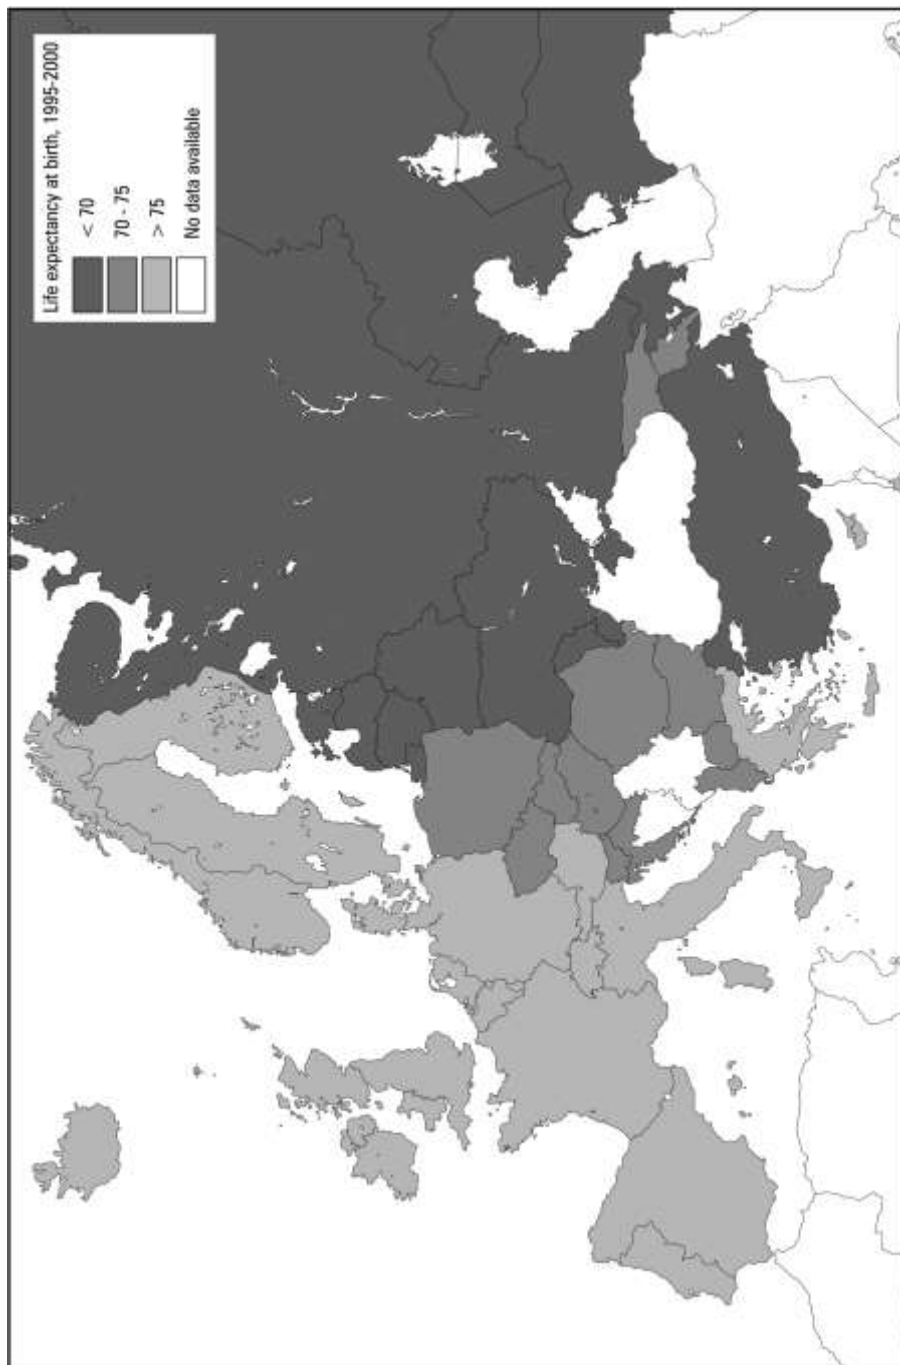 Life expectancy at birth, 1995-2000
< 70
70 - 75
> 75
No data available